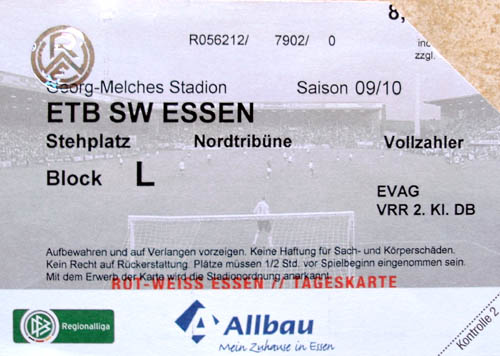 8,
R056212/ 7902/ 0
inc
zzgl.
Georg-Melches Stadion Saison 09/10
ETB SW ESSEN
Stehplatz Nordtribüne Vollzahler
Block L
EVAG
VRR 2. Kl. DB
Aufbewahren und auf Verlangen vorzeigen. Keine Haftung für Sach- und Körperschäden.
Kein Recht auf Rückerstattung. Plätze müssen 1/2 Std. vor Spielbeginn eingenommen sein.
Mit dem Erwerb der Karte wird die Stadionordnung anerkannt.
ROT-WEISS ESSEN // TAGESKARTE
DFB
Regionalliga
Allbau
Mein Zuhause in Essen
Kontrolle 2